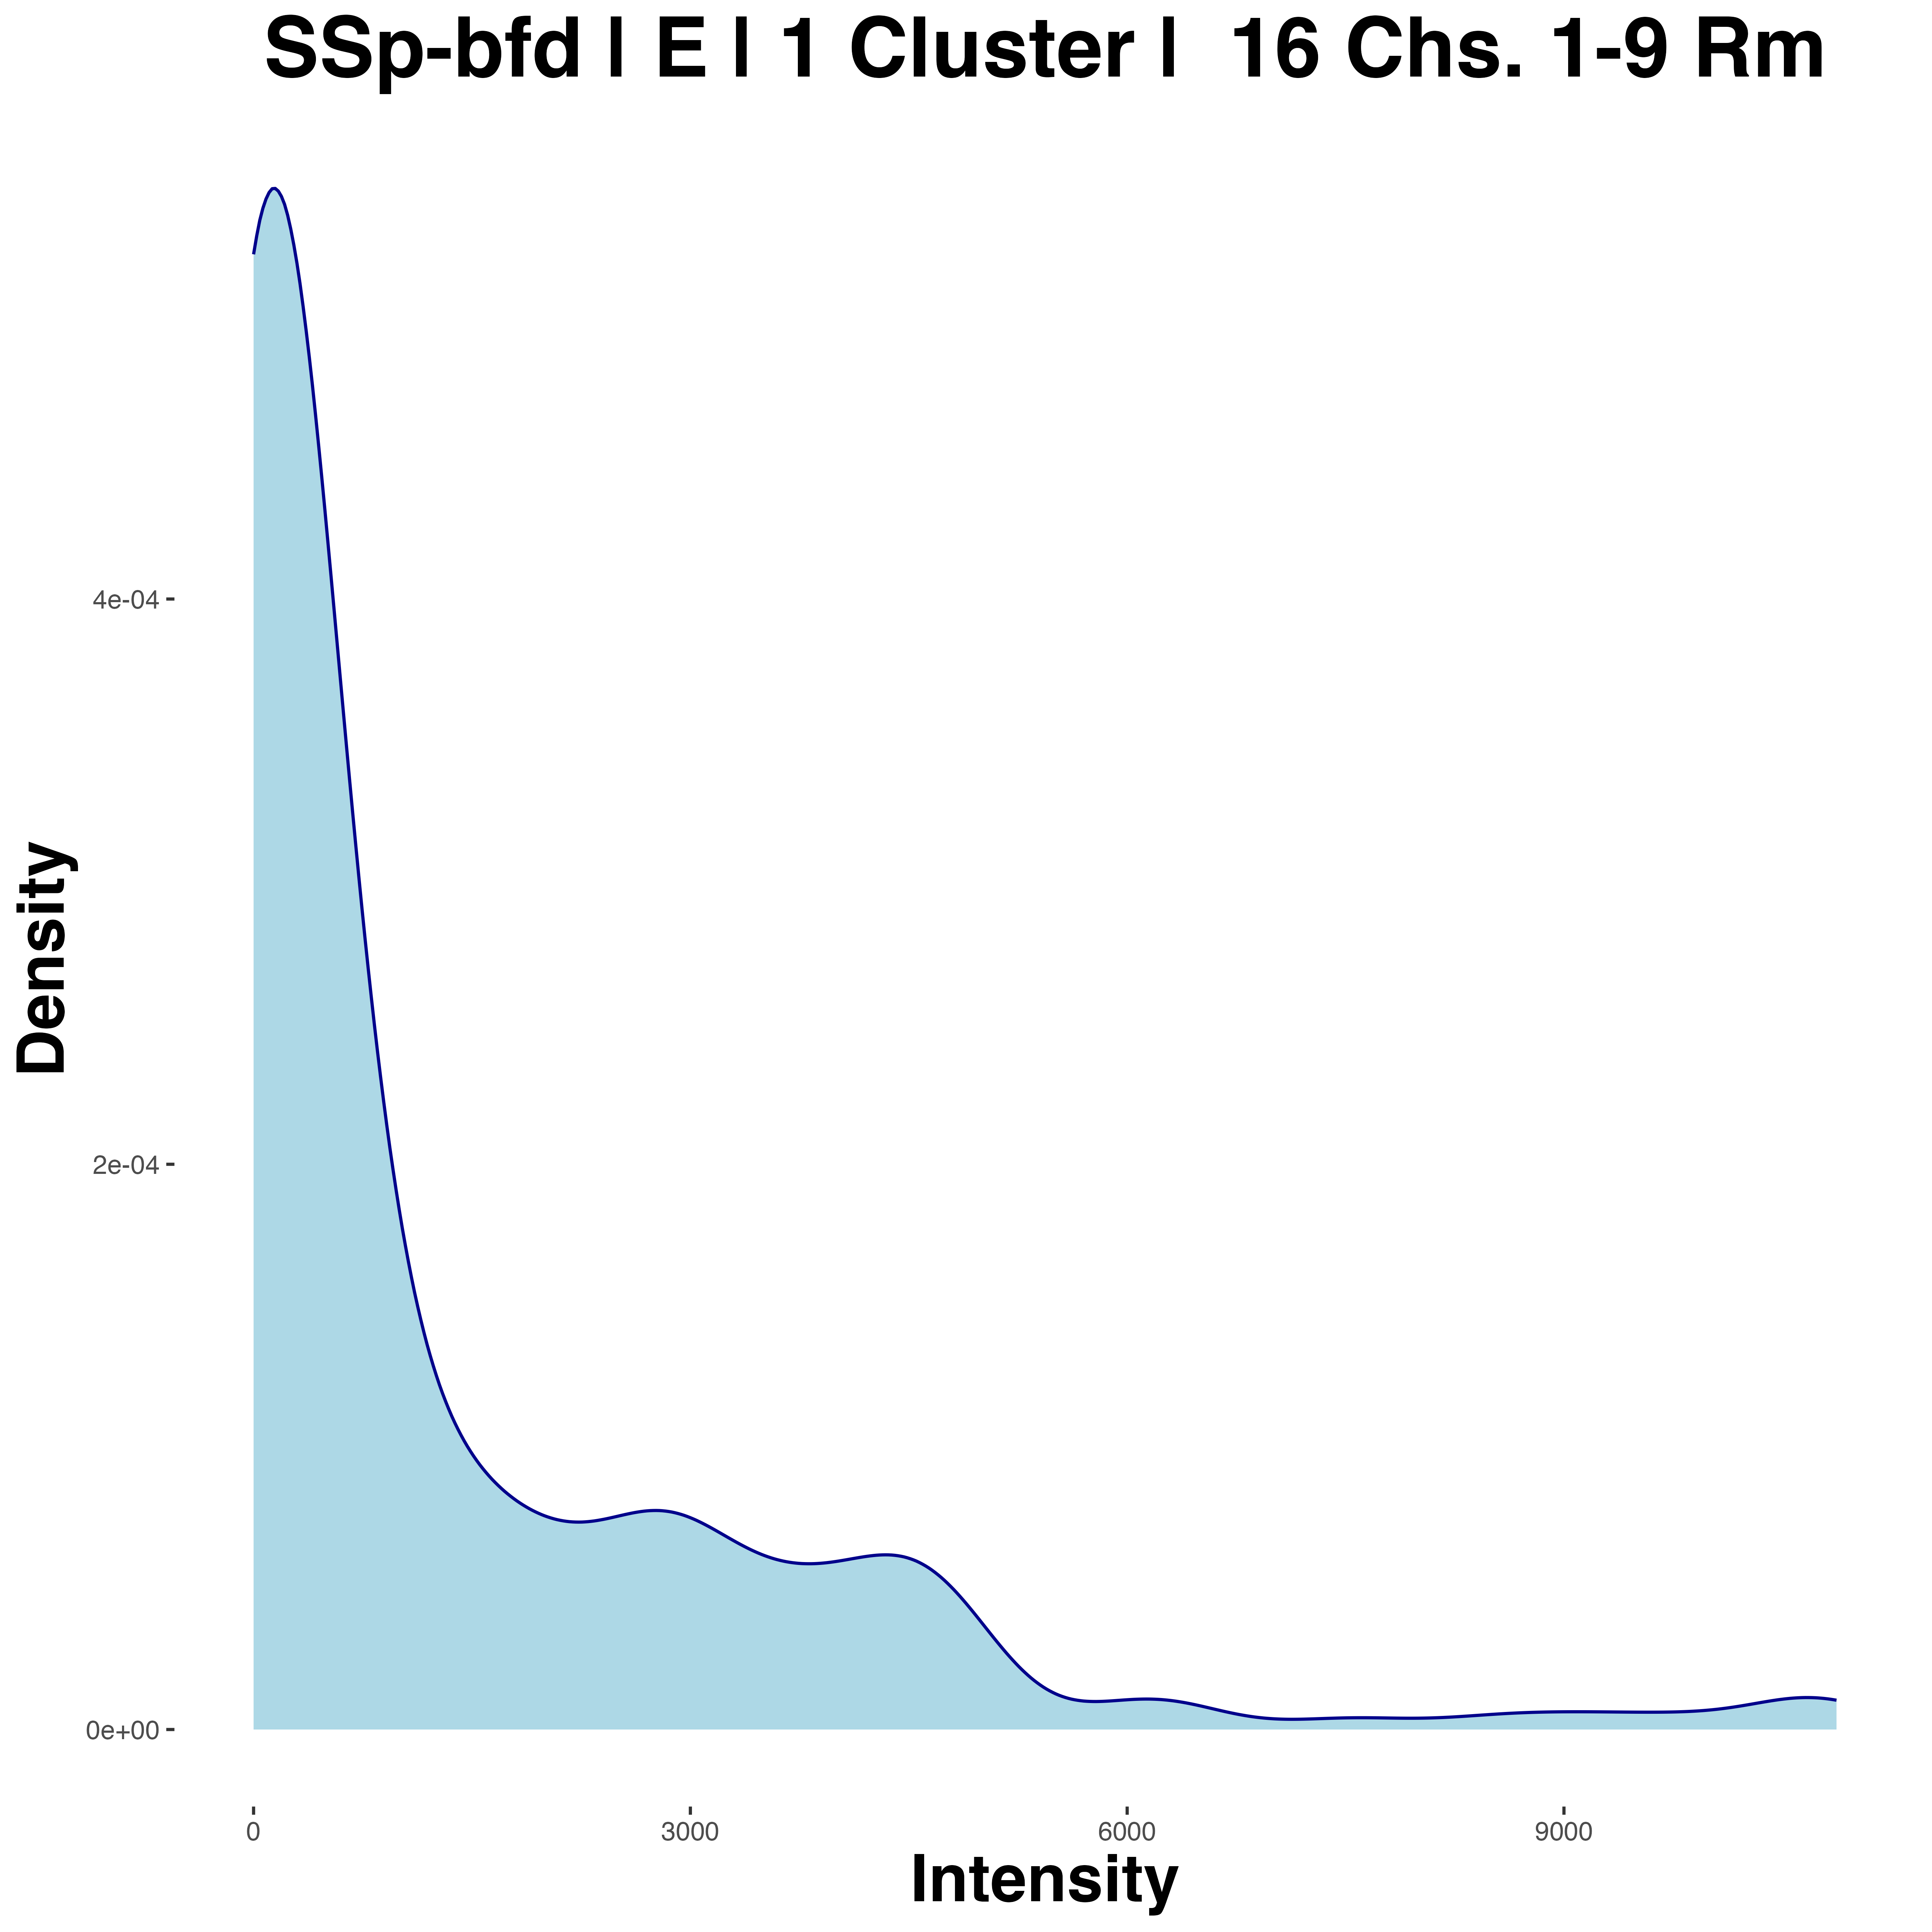 SSp-bfd | E | 1 Cluster |  16 Chs. 1-9 Rm
Density
4e-04
2e-04
0e+00
0
3000
6000
9000
Intensity